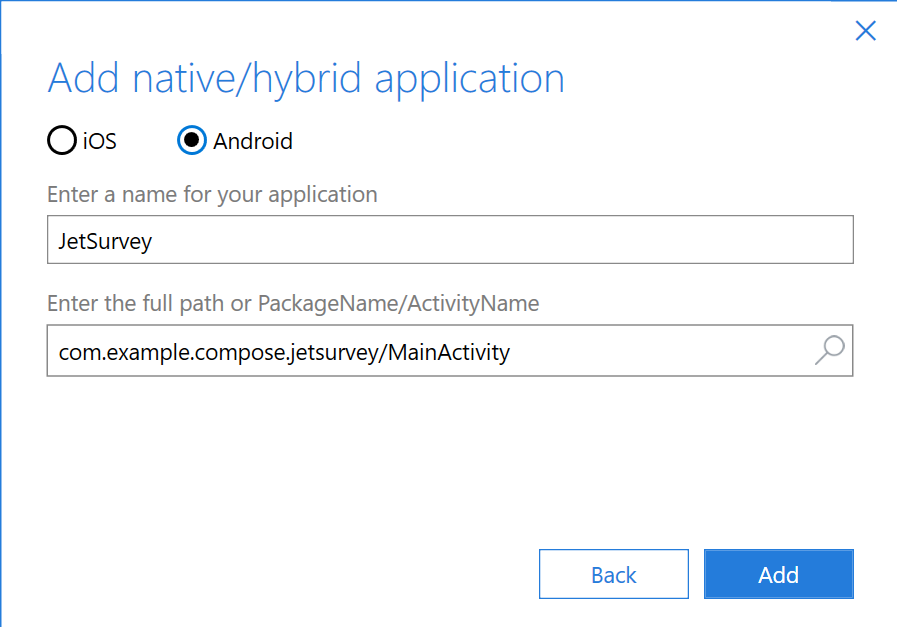 Add native/hybrid application
iOS Android
Enter a name for your application
JetSurvey
Enter the full path or PackageName/ActivityName
com.example.compose.jetsurvey/MainActivity
Back Add